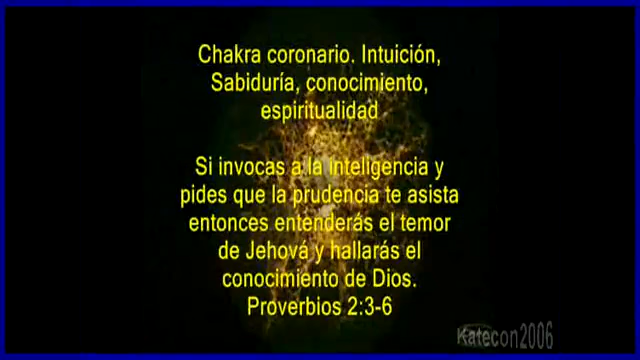 Chakra coronario. Intuición,
Sabiduría, conocimiento,
espiritualidad
Si invocas a la inteligencia y
pides que la prudencia te asista
entonces entenderás el temor
de Jehová y hallarás el
conocimiento de Dios.
Proverbios 2:3-6
Katecon2006